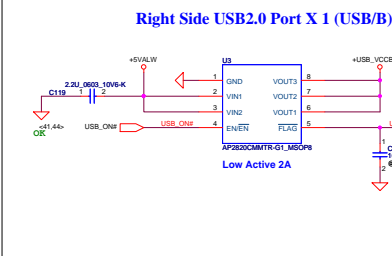 Right Side USB2.0 Port X 1 (USB/B)
+5VALW
U3
+USB_VCCB
2.2U_0603_10V6-K
C119
1 2
1 GND VOUT3 8
2 VIN1 VOUT2 7
3 VIN2 VOUT1 6
4 EN/EN FLAG 5
<41,44>
OK
USB_ON#
USB_ON#
AP2820CMMTR-G1_MSOP8
Low Active 2A
1
2